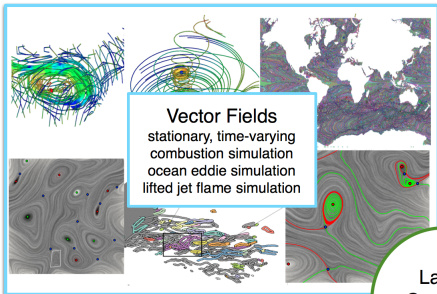 Vector Fields
stationary, time-varying
combustion simulation
ocean eddie simulation
lifted jet flame simulation
La